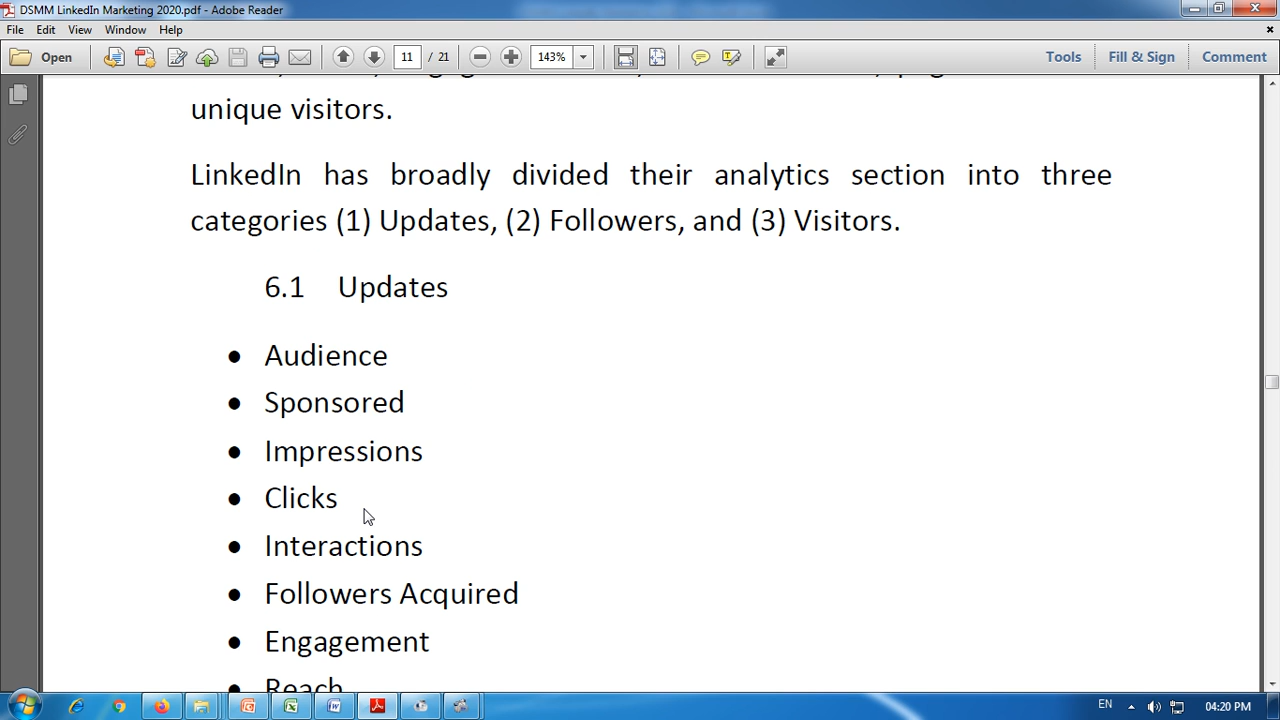 DSMM LinkedIn Marketing 2020.pdf - Adobe Reader
File Edit View Window Help
Open 11 / 21 143% Tools Fill & Sign Comment
unique visitors.
LinkedIn has broadly divided their analytics section into three
categories (1) Updates, (2) Followers, and (3) Visitors.
6.1 Updates
• Audience
• Sponsored
• Impressions
• Clicks
• Interactions
• Followers Acquired
• Engagement
• Reach
EN 04:20 PM